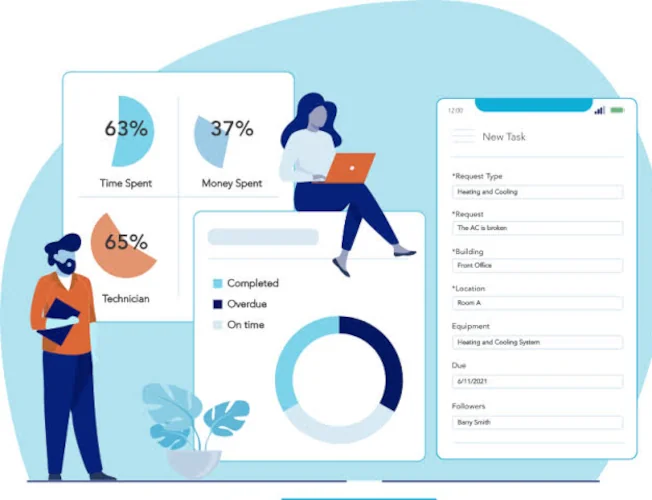 63%
37%
Time Spent
Money Spent
65%
Technician
Completed
Overdue
On time
12:00
New Task
*Request Type
Heating and Cooling
*Request
The AC is broken
*Building
Front Office
*Location
Room A
Equipment
Heating and Cooling System
Due
6/11/2021
Followers
Barry Smith